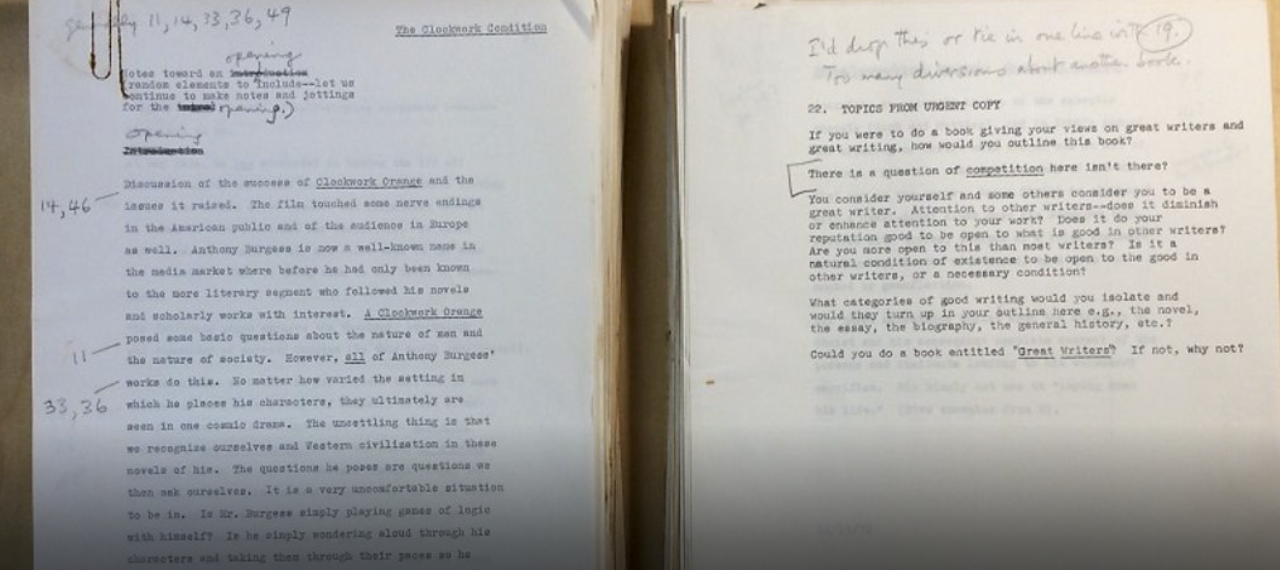 generally 11, 14, 33, 36, 49
The Clockwork Condition
opening
Notes toward an introduction
(random elements to include--let us
continue to make notes and jottings
for the opening.)
opening
Introduction
Discussion of the success of Clockwork Orange and the
14, 46
issues it raised. The film touched some nerve endings
in the American public and of the audience in Europe
as well. Anthony Burgess is now a well-known name in
the media market where before he had only been known
to the more literary segment who followed his novels
and scholarly works with interest. A Clockwork Orange
posed some basic questions about the nature of man and
11
the nature of society. However, all of Anthony Burgess'
works do this. No matter how varied the setting in
33, 36
which he places his characters, they ultimately are
seen in one cosmic drama. The unsettling thing is that
we recognize ourselves and Western civilization in these
novels of his. The questions he poses are questions we
then ask ourselves. It is a very uncomfortable situation
to be in. Is Mr. Burgess simply playing games of logic
with himself? Is he simply wondering aloud through his
characters and taking them through their paces so he
I'd drop this or tie in one line with 19.
Too many diversions about another book.
22. TOPICS FROM URGENT COPY
If you were to do a book giving your views on great writers and
great writing, how would you outline this book?
There is a question of competition here isn't there?
You consider yourself and some others consider you to be a
great writer. Attention to other writers--does it diminish
or enhance attention to your work? Does it do your
reputation good to be open to what is good in other writers?
Are you more open to this than most writers? Is it a
natural condition of existence to be open to the good in
other writers, or a necessary condition?
What categories of good writing would you isolate and
would they turn up in your outline here e.g., the novel,
the essay, the biography, the general history, etc.?
Could you do a book entitled "Great Writers"? If not, why not?